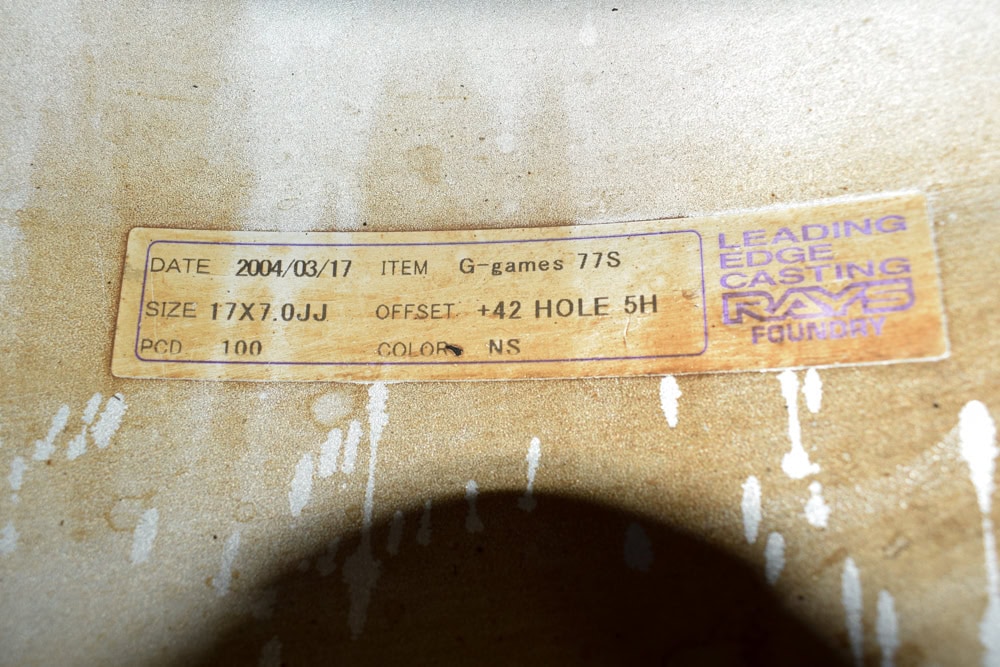 DATE 2004/03/17 ITEM G-games 77S
SIZE 17X7.0JJ OFFSET +42 HOLE 5H
PCD 100 COLOR NS
LEADING
EDGE
CASTING
RAYS
FOUNDRY